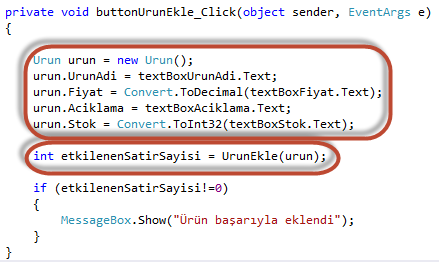 private void buttonUrunEkle_Click(object sender, EventArgs e)
{
Urun urun = new Urun();
urun.UrunAdi = textBoxUrunAdi.Text;
urun.Fiyat = Convert.ToDecimal(textBoxFiyat.Text);
urun.Aciklama = textBoxAciklama.Text;
urun.Stok = Convert.ToInt32(textBoxStok.Text);
int etkilenenSatirSayisi = UrunEkle(urun);
if (etkilenenSatirSayisi!=0)
{
MessageBox.Show("Ürün başarıyla eklendi");
}
}